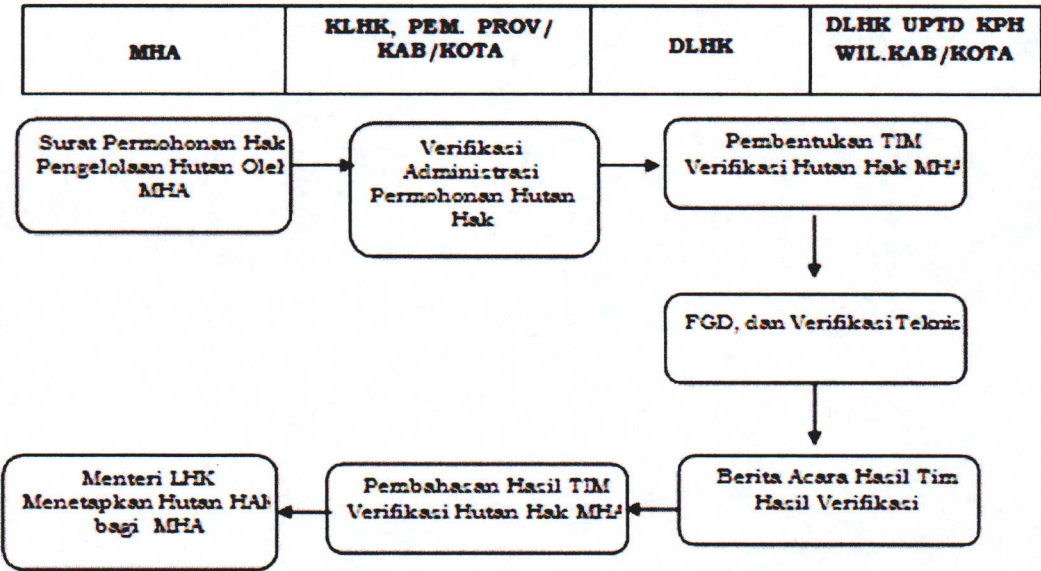 MHA
KLHK, PEM. PROV/
KAB/KOTA
DLHK
DLHK UPTD KPH
WIL.KAB/KOTA
Surat Permohonan Hak
Pengelolaan Hutan Oleh
MHA
Verifikasi
Administrasi
Permohonan Hutan
Hak
Pembentukan TIM
Verifikasi Hutan Hak MHA
FGD, dan Verifikasi Teknis
Berita Acara Hasil Tim
Hasil Verifikasi
Pembahasan Hasil TIM
Verifikasi Hutan Hak MHA
Menteri LHK
Menetapkan Hutan HAk
bagi MHA